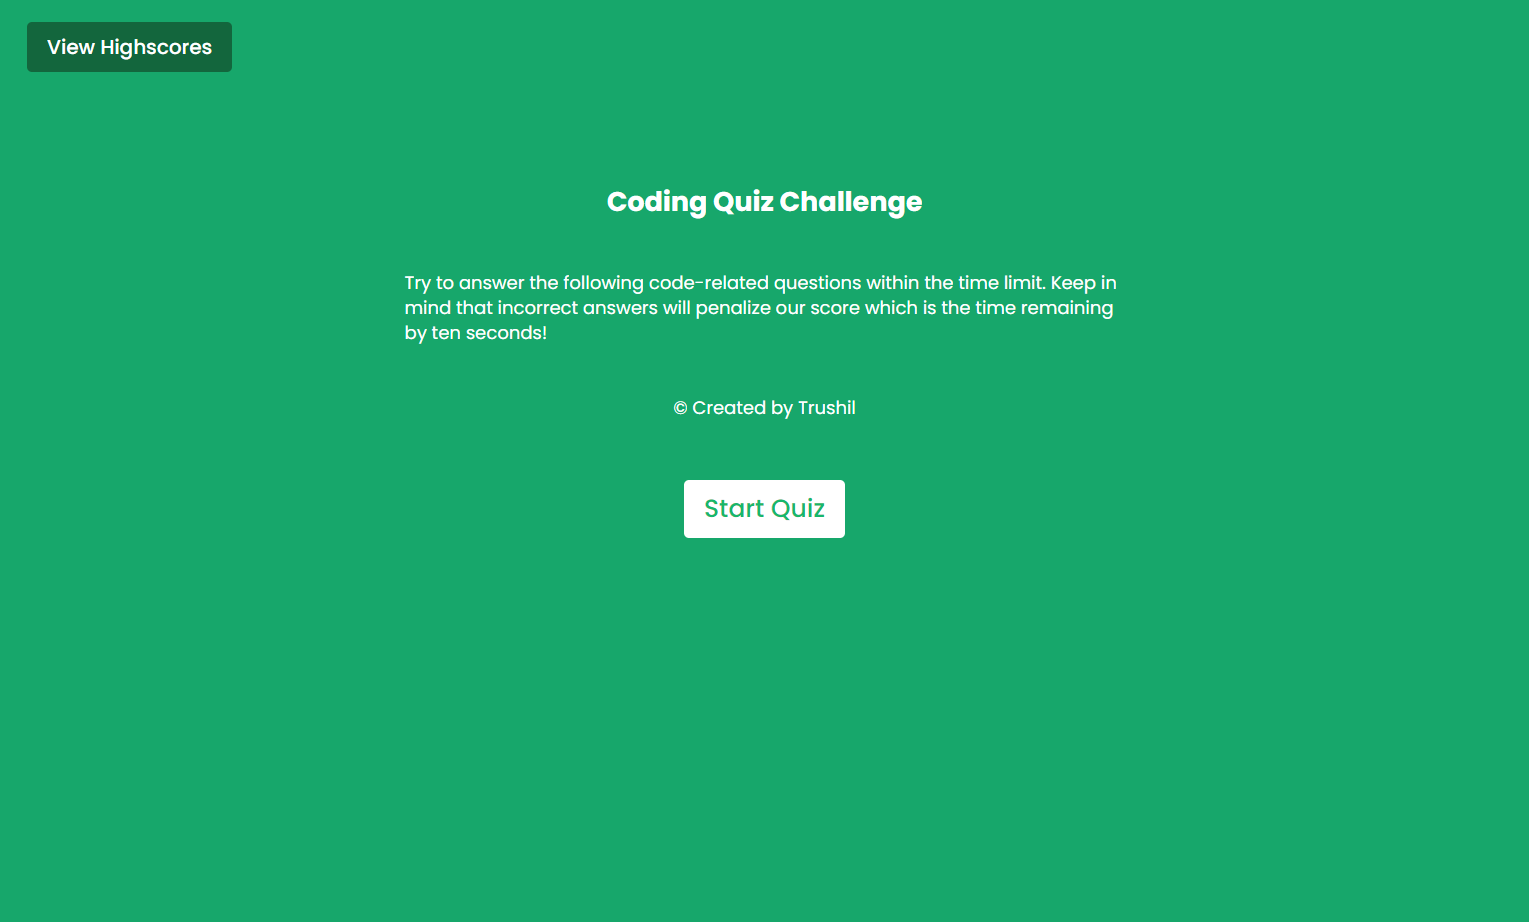 View Highscores
Coding Quiz Challenge
Try to answer the following code-related questions within the time limit. Keep in
mind that incorrect answers will penalize our score which is the time remaining
by ten seconds!
© Created by Trushil
Start Quiz